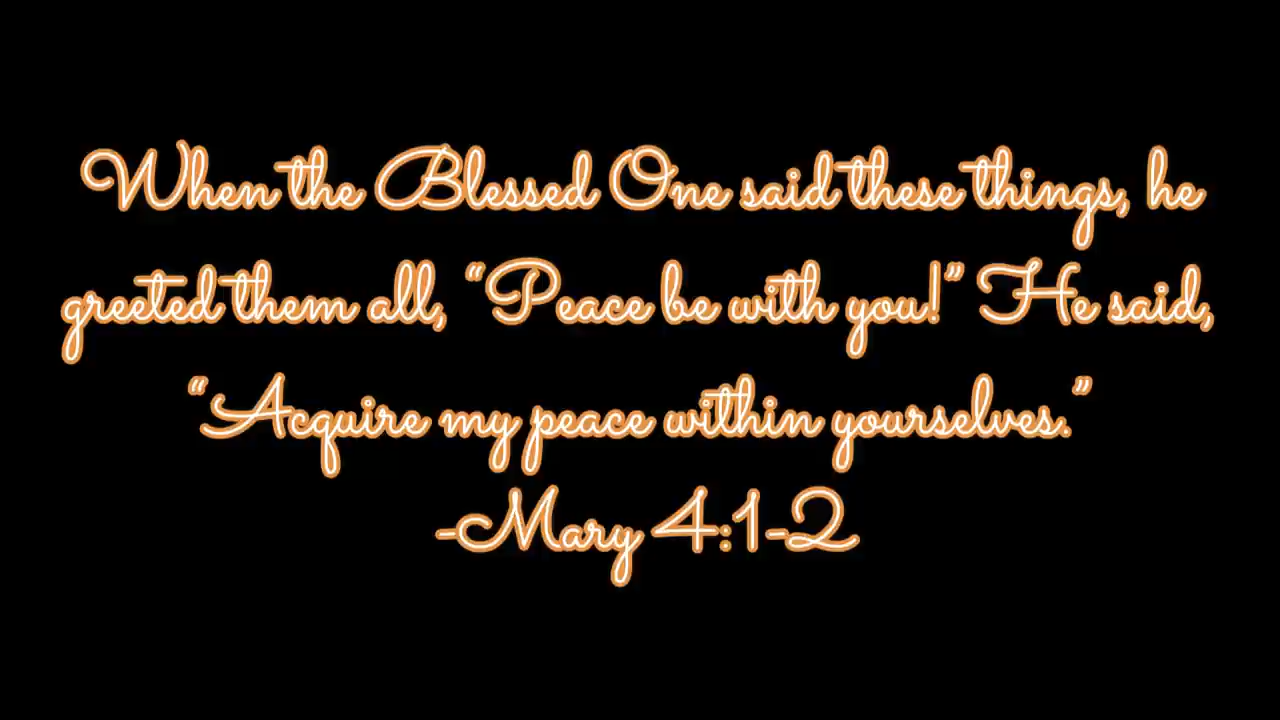 When the Blessed One said these things, he
greeted them all, “Peace be with you!” He said,
“Acquire my peace within yourselves.”
-Mary 4:1-2